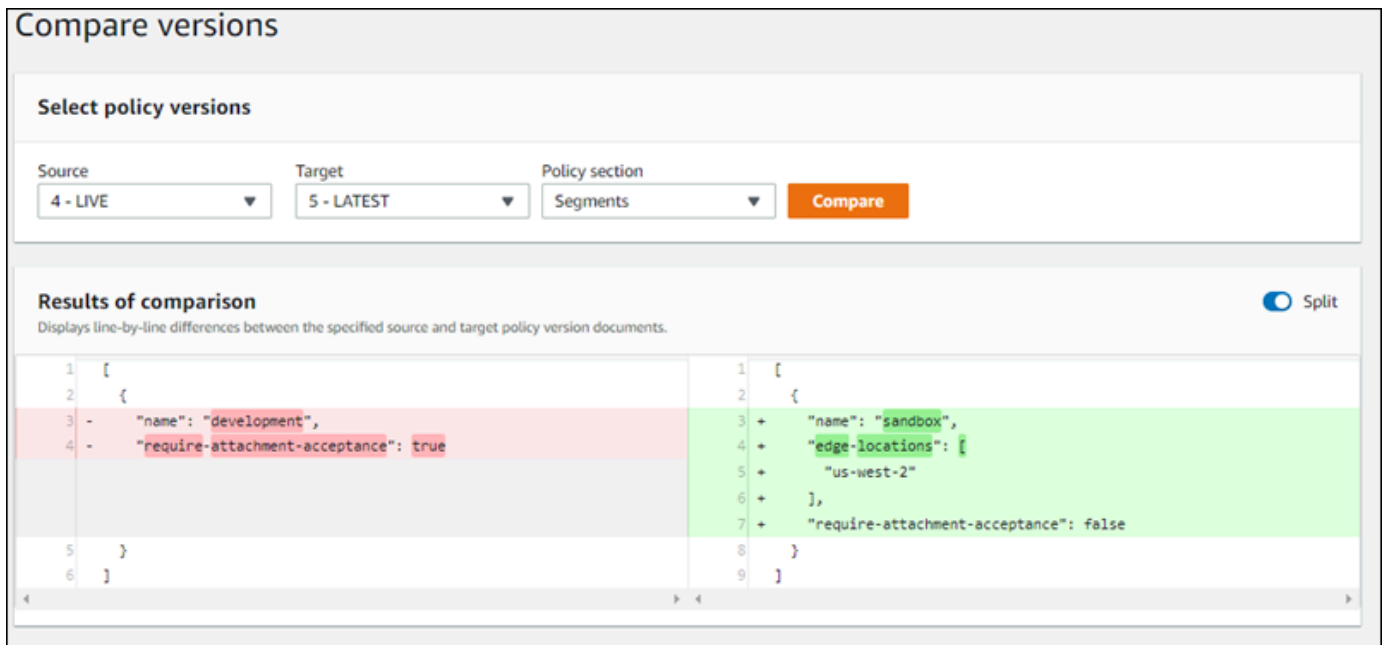 Compare versions
Select policy versions
Source Target Policy section
4 - LIVE 5 - LATEST Segments Compare
Results of comparison Split
Displays line-by-line differences between the specified source and target policy version documents.
1 [
2 {
3 - "name": "development",
4 - "require-attachment-acceptance": true
5 }
6 ]
1 [
2 {
3 + "name": "sandbox",
4 + "edge-locations": [
5 + "us-west-2"
6 + ],
7 + "require-attachment-acceptance": false
8 }
9 ]